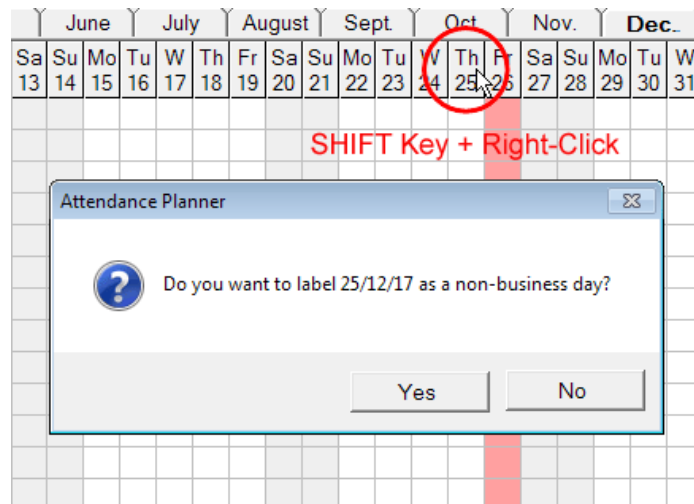 June July August Sept. Oct. Nov. Dec.
Sa Su Mo Tu W Th Fr Sa Su Mo Tu W Th Fr Sa Su Mo Tu W
13 14 15 16 17 18 19 20 21 22 23 24 25 26 27 28 29 30 31
SHIFT Key + Right-Click
Attendance Planner
Do you want to label 25/12/17 as a non-business day?
Yes No